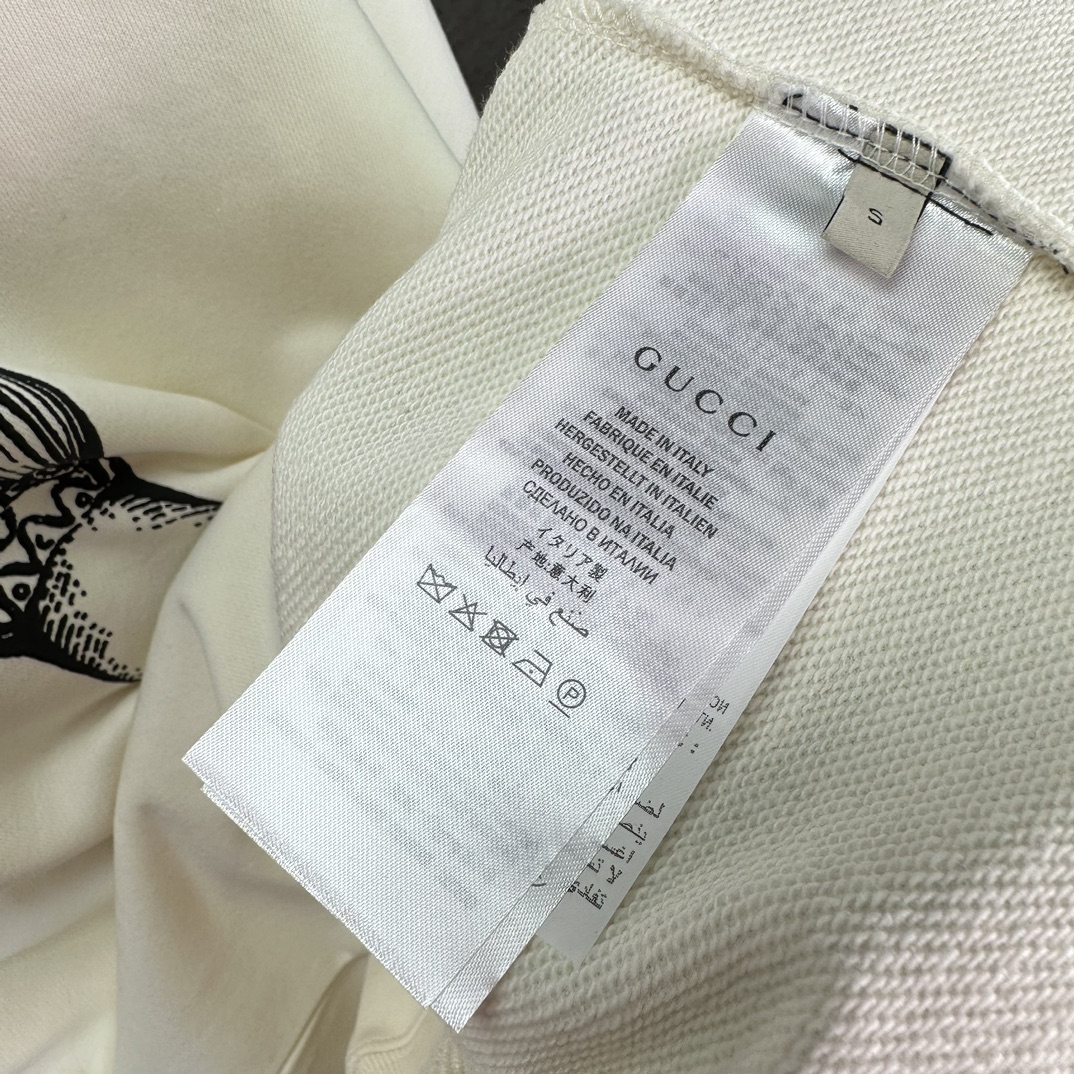 S
GUCCI
MADE IN ITALY
FABRIQUE EN ITALIE
HERGESTELLT IN ITALIEN
HECHO EN ITALIA
PRODUZIDO NA ITALIA
СДЕЛАНО В ИТАЛИИ
イタリア製
产地:意大利
صنع في إيطاليا
P